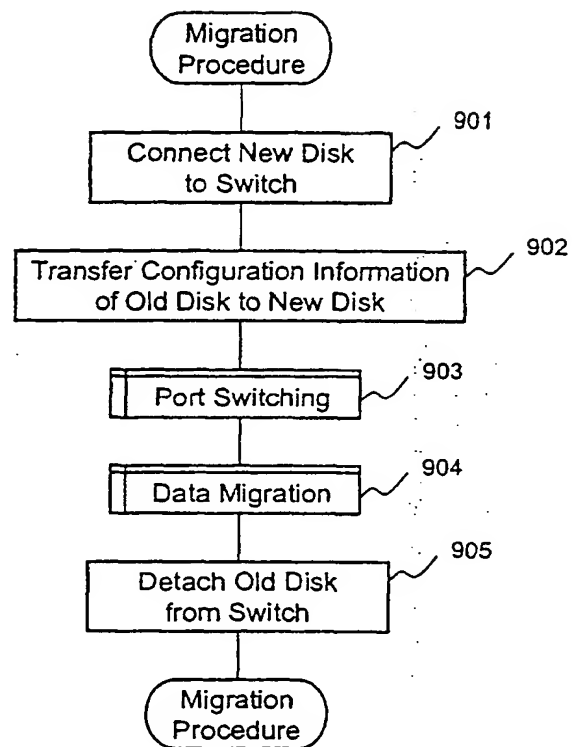 Migration
Procedure
901
Connect New Disk
to Switch
902
Transfer Configuration Information
of Old Disk to New Disk
903
Port Switching
904
Data Migration
905
Detach Old Disk
from Switch
Migration
Procedure